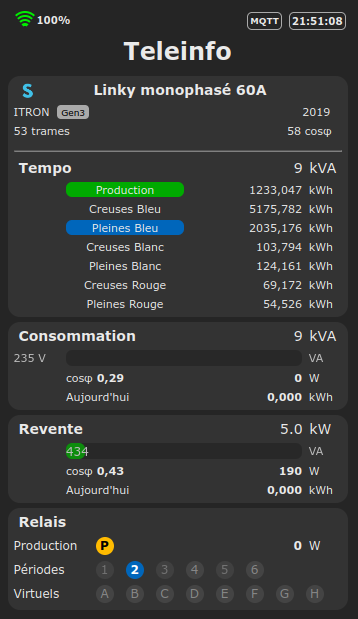 100% MQTT 21:51:08
Teleinfo
S Linky monophasé 60A
ITRON Gen3 2019
53 trames 58 cosφ
Tempo 9 kVA
Production 1233,047 kWh
Creuses Bleu 5175,782 kWh
Pleines Bleu 2035,176 kWh
Creuses Blanc 103,794 kWh
Pleines Blanc 124,161 kWh
Creuses Rouge 69,172 kWh
Pleines Rouge 54,526 kWh
Consommation 9 kVA
235 V VA
cosφ 0,29 0 W
Aujourd'hui 0,000 kWh
Revente 5.0 kW
434 VA
cosφ 0,43 190 W
Aujourd'hui 0,000 kWh
Relais
Production P 0 W
Périodes 1 2 3 4 5 6
Virtuels A B C D E F G H